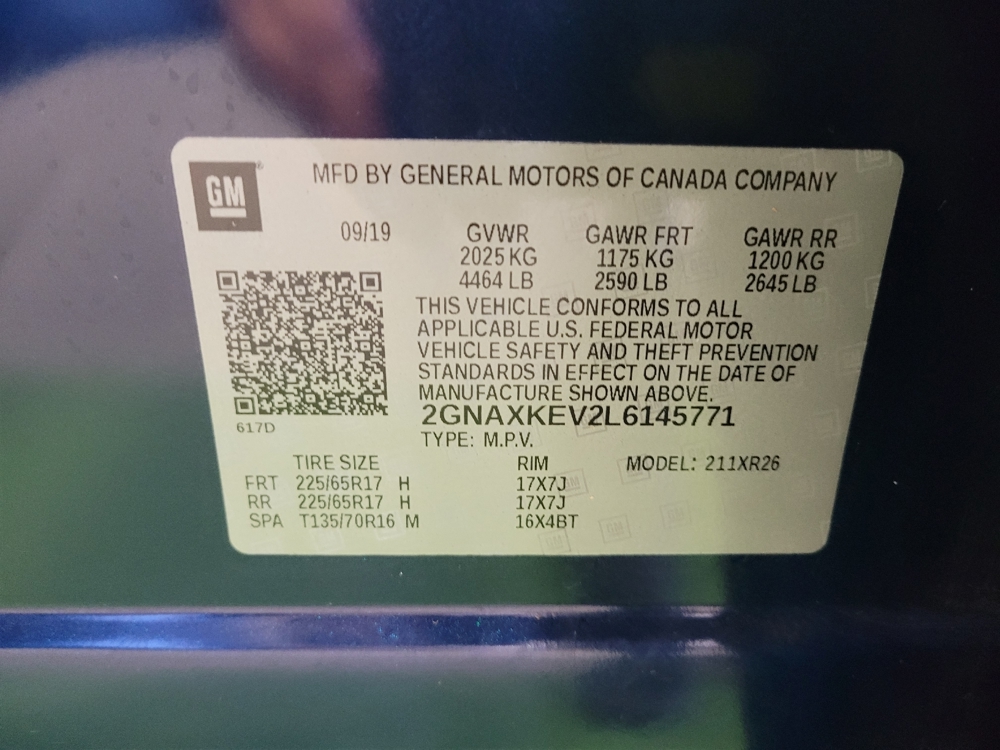 GM
MFD BY GENERAL MOTORS OF CANADA COMPANY
09/19 GVWR GAWR FRT GAWR RR
2025 KG 1175 KG 1200 KG
4464 LB 2590 LB 2645 LB
THIS VEHICLE CONFORMS TO ALL
APPLICABLE U.S. FEDERAL MOTOR
VEHICLE SAFETY AND THEFT PREVENTION
STANDARDS IN EFFECT ON THE DATE OF
MANUFACTURE SHOWN ABOVE.
2GNAXKEV2L6145771
617D
TYPE: M.P.V.
TIRE SIZE RIM MODEL: 211XR26
FRT 225/65R17 H 17X7J
RR 225/65R17 H 17X7J
SPA T135/70R16 M 16X4BT